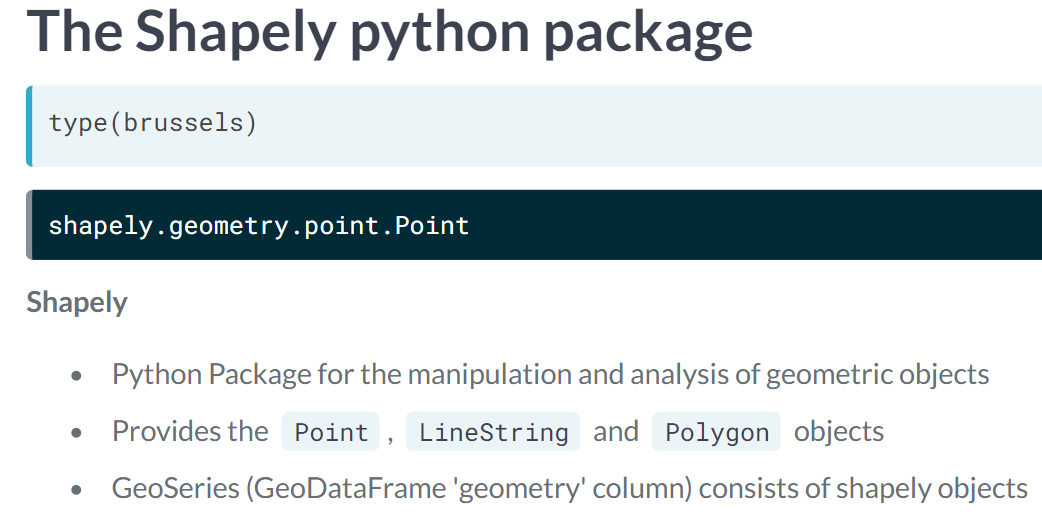 The Shapely python package
type(brussels)
shapely.geometry.point.Point
Shapely
• Python Package for the manipulation and analysis of geometric objects
• Provides the Point , LineString and Polygon objects
• GeoSeries (GeoDataFrame 'geometry' column) consists of shapely objects